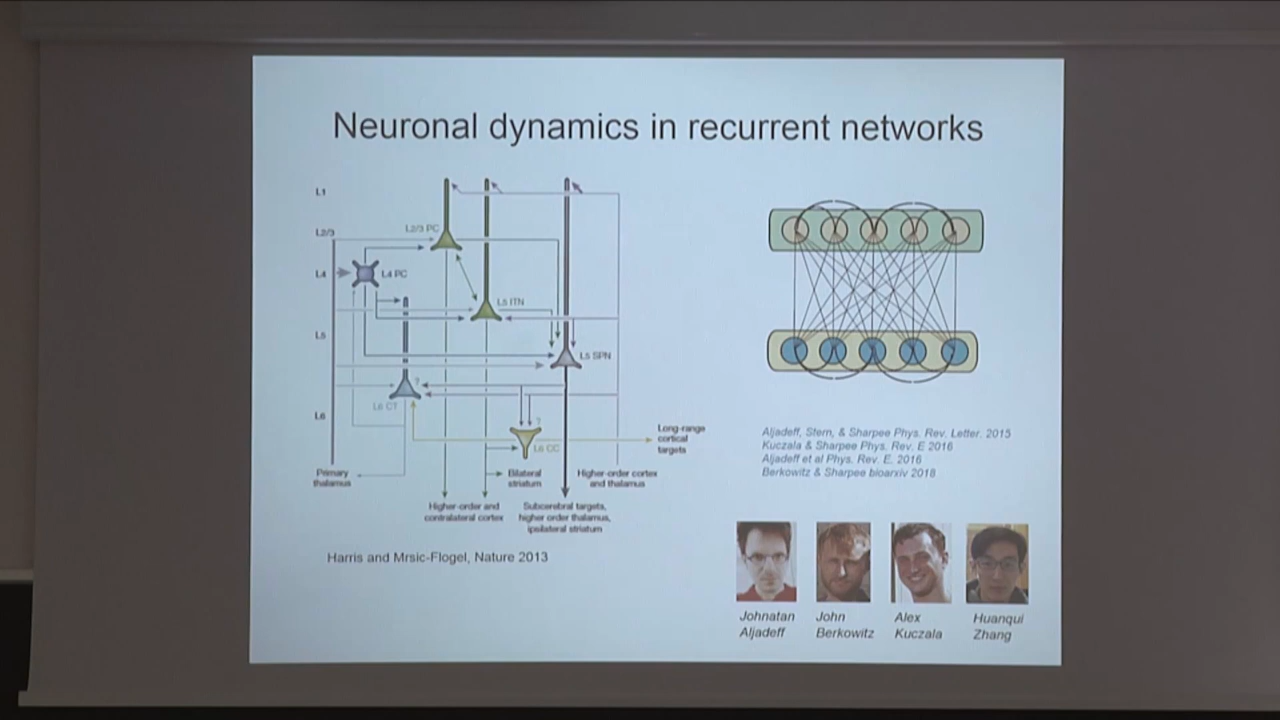 Neuronal dynamics in recurrent networks
L1
L2/3
L4
L5
L6
L2/3 PC
L4 PC
L5 ITN
L5 SPN
?
L6 CT
?
L6 CC
Long-range
cortical
targets
Primary
thalamus
Bilateral
striatum
Higher-order cortex
and thalamus
Higher-order and
contralateral cortex
Subcerebral targets,
higher order thalamus,
ipsilateral striatum
Harris and Mrsic-Flogel, Nature 2013
Aljadeff, Stern, & Sharpee Phys. Rev. Letter. 2015
Kuczala & Sharpee Phys. Rev. E 2016
Aljadeff et al Phys. Rev. E. 2016
Berkowitz & Sharpee bioarxiv 2018
Johnatan
Aljadeff
John
Berkowitz
Alex
Kuczala
Huanqui
Zhang